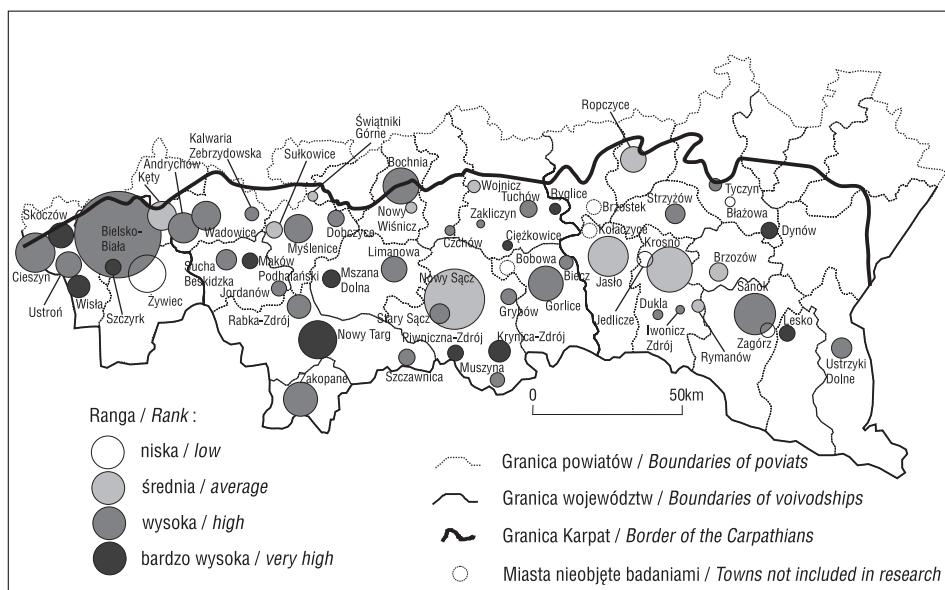 Ropczyce
Świątniki
Górne
Kalwaria
Zebrzydowska
Sułkowice
Andrychów
Kęty
Bochnia
Wojnicz
Tuchów
Ryglice
Brzostek
Strzyżów
Tyczyn
Błażowa
Skoczów
Bielsko-
Biała
Wadowice
Myślenice
Dobczyce
Nowy
Wiśnicz
Zakliczyn
Czchów
Ciężkowice
Kołaczyce
Krosno
Dynów
Cieszyn
Ustroń
Wisła
Szczyrk
Żywiec
Sucha
Beskidzka
Maków
Podhalański
Jordanów
Mszana
Dolna
Limanowa
Nowy Sącz
Bobowa
Biecz
Jasło
Brzozów
Rabka-Zdrój
Stary Sącz
Grybów
Gorlice
Jedlicze
Dukla
Iwonicz
Zdrój
Rymanów
Sanok
Zagórz
Lesko
Nowy Targ
Piwniczna-Zdrój
Krynica-Zdrój
Szczawnica
Muszyna
Ustrzyki
Dolne
Zakopane
0 50km
Ranga / Rank :
niska / low
średnia / average
wysoka / high
bardzo wysoka / very high
Granica powiatów / Boundaries of poviats
Granica województw / Boundaries of voivodships
Granica Karpat / Border of the Carpathians
Miasta nieobjęte badaniami / Towns not included in research